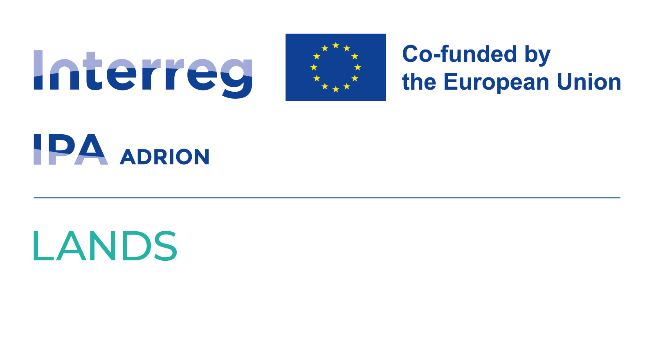 Interreg
Co-funded by
the European Union
IPA ADRION
LANDS